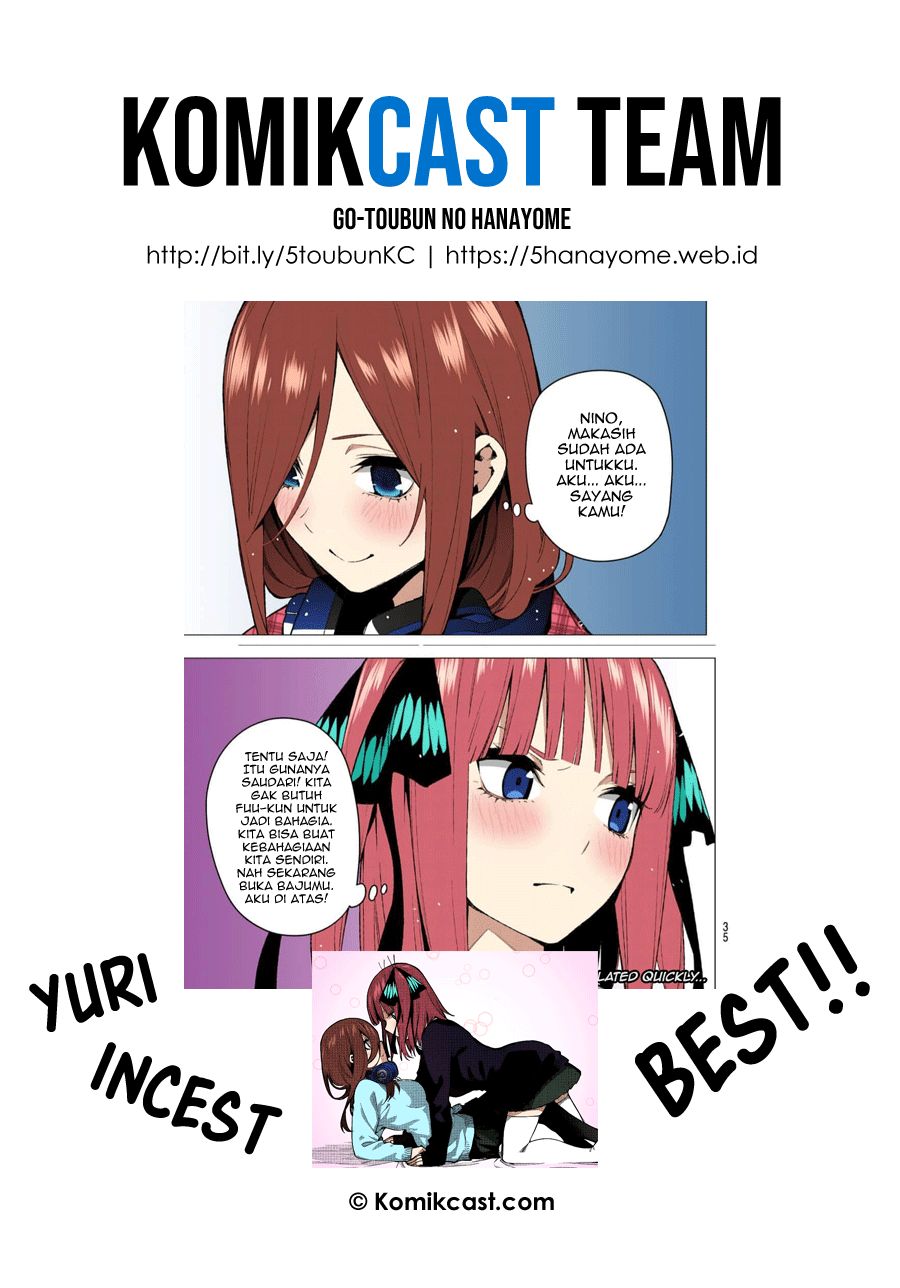 KOMIKCAST TEAM
GO-TOUBUN NO HANAYOME
http://bit.ly/5toubunKC | https://5hanayome.web.id
NINO,
MAKASIH
SUDAH ADA
UNTUKKU.
AKU... AKU...
SAYANG
KAMU!
TENTU SAJA!
ITU GUNANYA
SAUDARI! KITA
GAK BUTUH
FUU-KUN UNTUK
JADI BAHAGIA.
KITA BISA BUAT
KEBAHAGIAAN
KITA SENDIRI.
NAH SEKARANG
BUKA BAJUMU.
AKU DI ATAS!
35
QUICKLY...
YURI
INCEST
BEST!!
© Komikcast.com